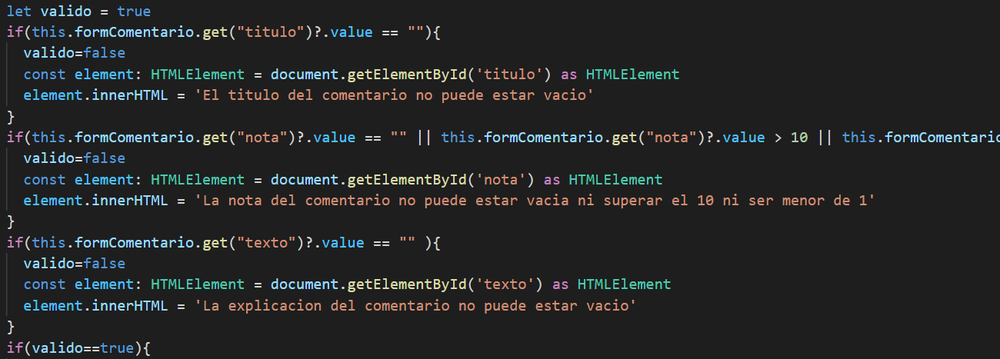 let valido = true
if(this.formComentario.get("titulo")?.value == ""){
valido=false
const element: HTMLElement = document.getElementById('titulo') as HTMLElement
element.innerHTML = 'El titulo del comentario no puede estar vacio'
}
if(this.formComentario.get("nota")?.value == "" || this.formComentario.get("nota")?.value > 10 || this.formComentario
valido=false
const element: HTMLElement = document.getElementById('nota') as HTMLElement
element.innerHTML = 'La nota del comentario no puede estar vacia ni superar el 10 ni ser menor de 1'
}
if(this.formComentario.get("texto")?.value == "" ){
valido=false
const element: HTMLElement = document.getElementById('texto') as HTMLElement
element.innerHTML = 'La explicacion del comentario no puede estar vacio'
}
if(valido==true){